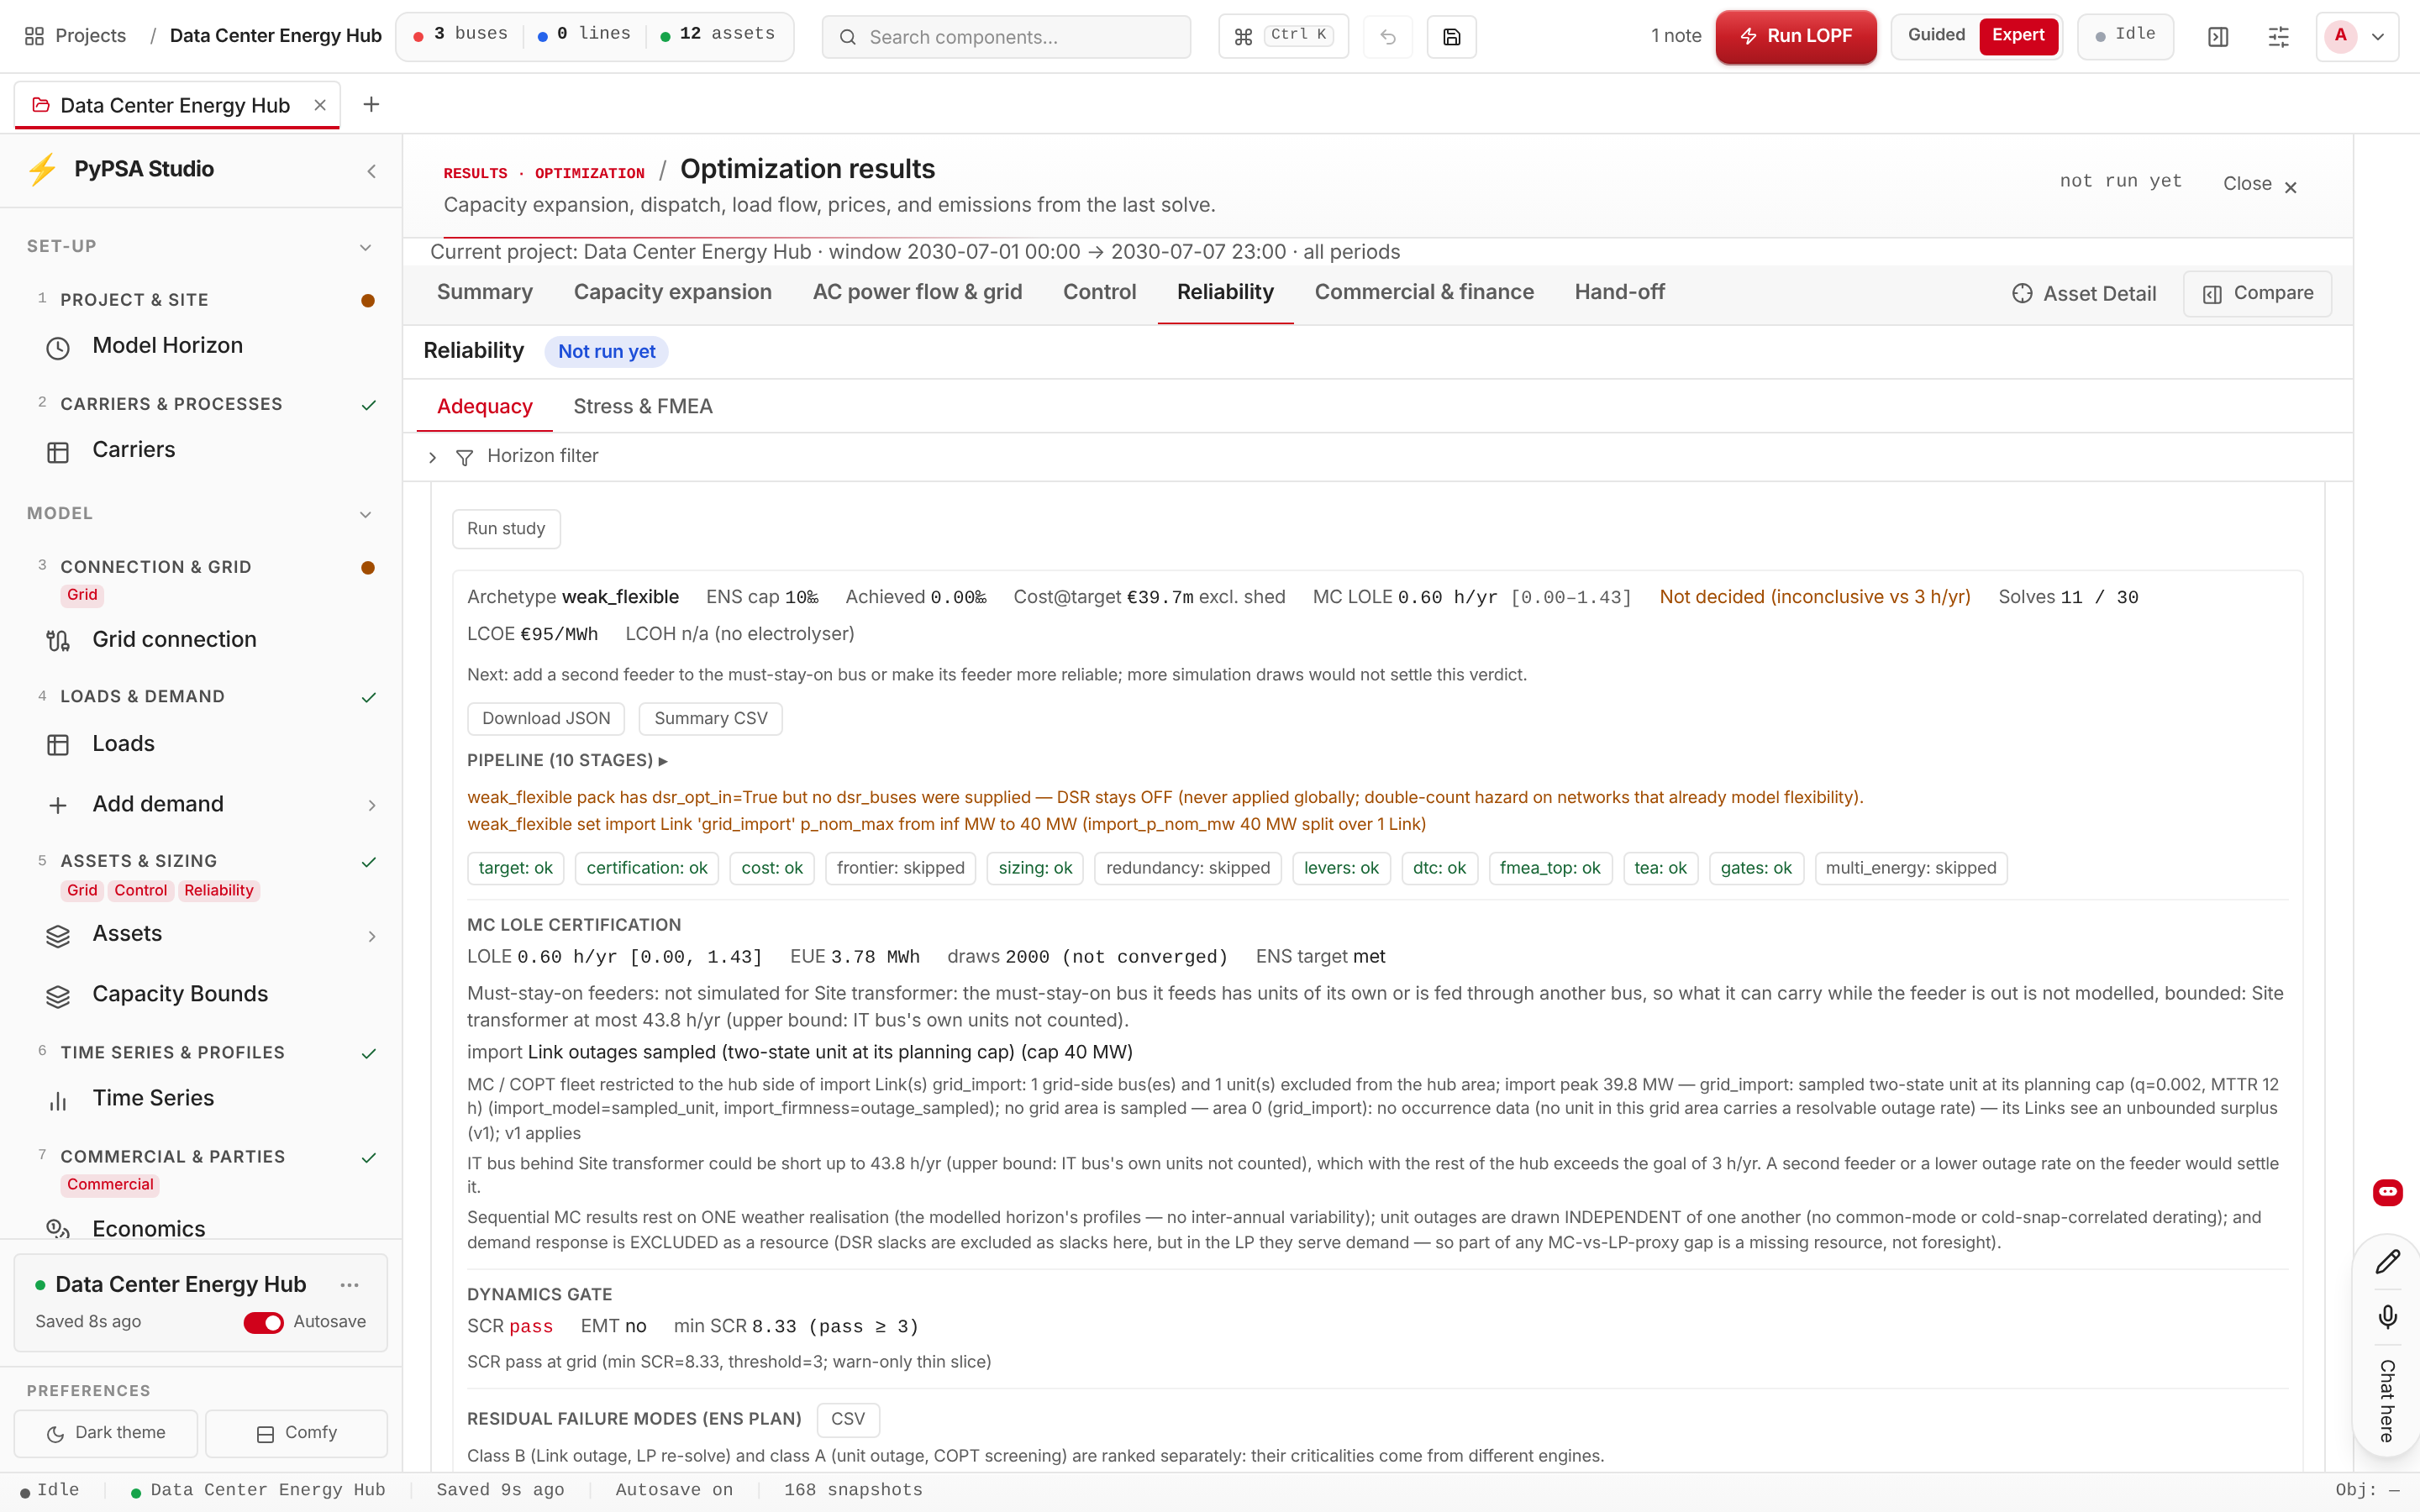 Projects / Data Center Energy Hub 3 buses 0 lines 12 assets Search components... Ctrl K 1 note Run LOPF Guided Expert Idle A
Data Center Energy Hub
PyPSA Studio
SET-UP
1 PROJECT & SITE
Model Horizon
2 CARRIERS & PROCESSES
Carriers
MODEL
3 CONNECTION & GRID
Grid
Grid connection
4 LOADS & DEMAND
Loads
Add demand
5 ASSETS & SIZING
Grid Control Reliability
Assets
Capacity Bounds
6 TIME SERIES & PROFILES
Time Series
7 COMMERCIAL & PARTIES
Commercial
Economics
Data Center Energy Hub ...
Saved 8s ago Autosave
PREFERENCES
Dark theme Comfy
RESULTS · OPTIMIZATION / Optimization results not run yet Close
Capacity expansion, dispatch, load flow, prices, and emissions from the last solve.
Current project: Data Center Energy Hub · window 2030-07-01 00:00 → 2030-07-07 23:00 · all periods
Summary Capacity expansion AC power flow & grid Control Reliability Commercial & finance Hand-off Asset Detail Compare
Reliability Not run yet
Adequacy Stress & FMEA
Horizon filter
Run study
Archetype weak_flexible ENS cap 10‰ Achieved 0.00‰ Cost@target €39.7m excl. shed MC LOLE 0.60 h/yr [0.00–1.43] Not decided (inconclusive vs 3 h/yr) Solves 11 / 30
LCOE €95/MWh LCOH n/a (no electrolyser)
Next: add a second feeder to the must-stay-on bus or make its feeder more reliable; more simulation draws would not settle this verdict.
Download JSON Summary CSV
PIPELINE (10 STAGES) ▸
weak_flexible pack has dsr_opt_in=True but no dsr_buses were supplied — DSR stays OFF (never applied globally; double-count hazard on networks that already model flexibility).
weak_flexible set import Link 'grid_import' p_nom_max from inf MW to 40 MW (import_p_nom_mw 40 MW split over 1 Link)
target: ok certification: ok cost: ok frontier: skipped sizing: ok redundancy: skipped levers: ok dtc: ok fmea_top: ok tea: ok gates: ok multi_energy: skipped
MC LOLE CERTIFICATION
LOLE 0.60 h/yr [0.00, 1.43] EUE 3.78 MWh draws 2000 (not converged) ENS target met
Must-stay-on feeders: not simulated for Site transformer: the must-stay-on bus it feeds has units of its own or is fed through another bus, so what it can carry while the feeder is out is not modelled, bounded: Site
transformer at most 43.8 h/yr (upper bound: IT bus's own units not counted).
import Link outages sampled (two-state unit at its planning cap) (cap 40 MW)
MC / COPT fleet restricted to the hub side of import Link(s) grid_import: 1 grid-side bus(es) and 1 unit(s) excluded from the hub area; import peak 39.8 MW — grid_import: sampled two-state unit at its planning cap (q=0.002, MTTR 12
h) (import_model=sampled_unit, import_firmness=outage_sampled); no grid area is sampled — area 0 (grid_import): no occurrence data (no unit in this grid area carries a resolvable outage rate) — its Links see an unbounded surplus
(v1); v1 applies
IT bus behind Site transformer could be short up to 43.8 h/yr (upper bound: IT bus's own units not counted), which with the rest of the hub exceeds the goal of 3 h/yr. A second feeder or a lower outage rate on the feeder would settle
it.
Sequential MC results rest on ONE weather realisation (the modelled horizon's profiles — no inter-annual variability); unit outages are drawn INDEPENDENT of one another (no common-mode or cold-snap-correlated derating); and
demand response is EXCLUDED as a resource (DSR slacks are excluded as slacks here, but in the LP they serve demand — so part of any MC-vs-LP-proxy gap is a missing resource, not foresight).
DYNAMICS GATE
SCR pass EMT no min SCR 8.33 (pass ≥ 3)
SCR pass at grid (min SCR=8.33, threshold=3; warn-only thin slice)
RESIDUAL FAILURE MODES (ENS PLAN) CSV
Class B (Link outage, LP re-solve) and class A (unit outage, COPT screening) are ranked separately: their criticalities come from different engines.
Chat here
Idle Data Center Energy Hub Saved 9s ago Autosave on 168 snapshots Obj: —